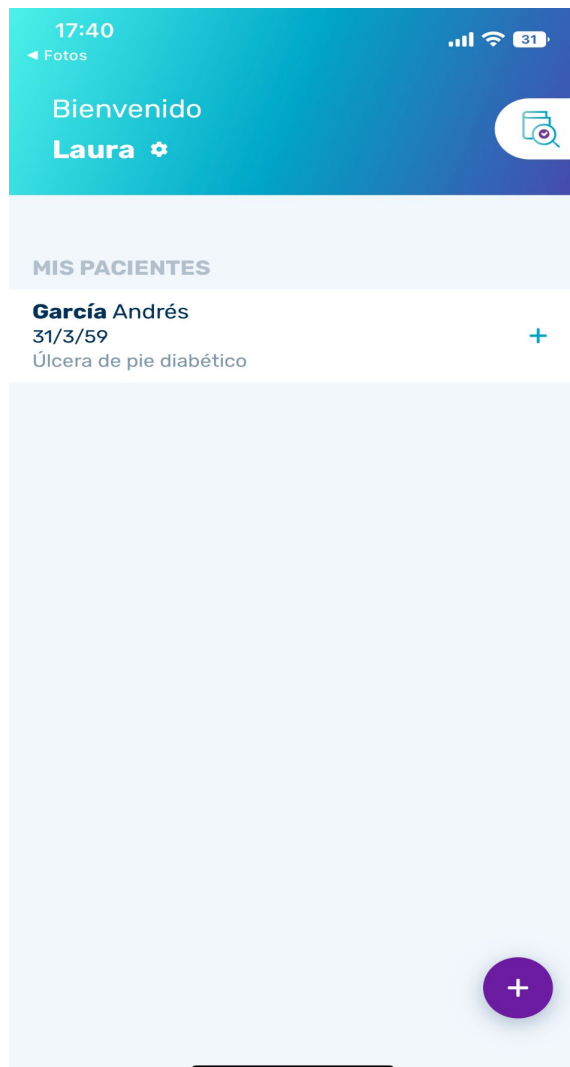 17:40
◀ Fotos
31
Bienvenido
Laura
MIS PACIENTES
García Andrés
31/3/59
+
Úlcera de pie diabético
+